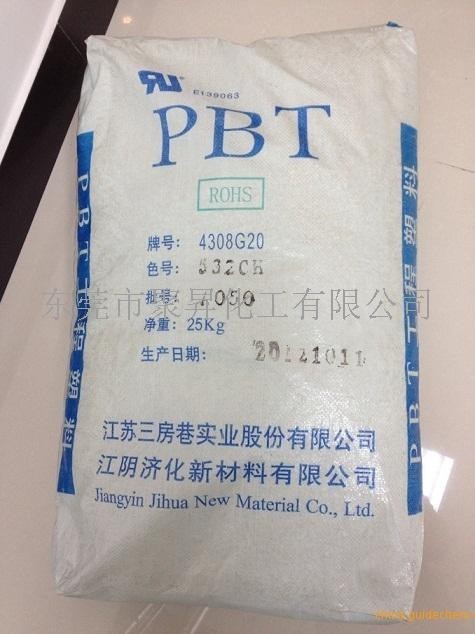 E139063
PBT
ROHS
牌号: 4308G20
色号: 532CH
批号: A050
净重: 25Kg
生产日期: 20121011
江苏三房巷实业股份有限公司
江阴济化新材料有限公司
Jiangyin Jihua New Material Co., Ltd.
PBT工程塑料
PBT工程塑料
东莞市聚昇化工有限公司
china.guidechem.com